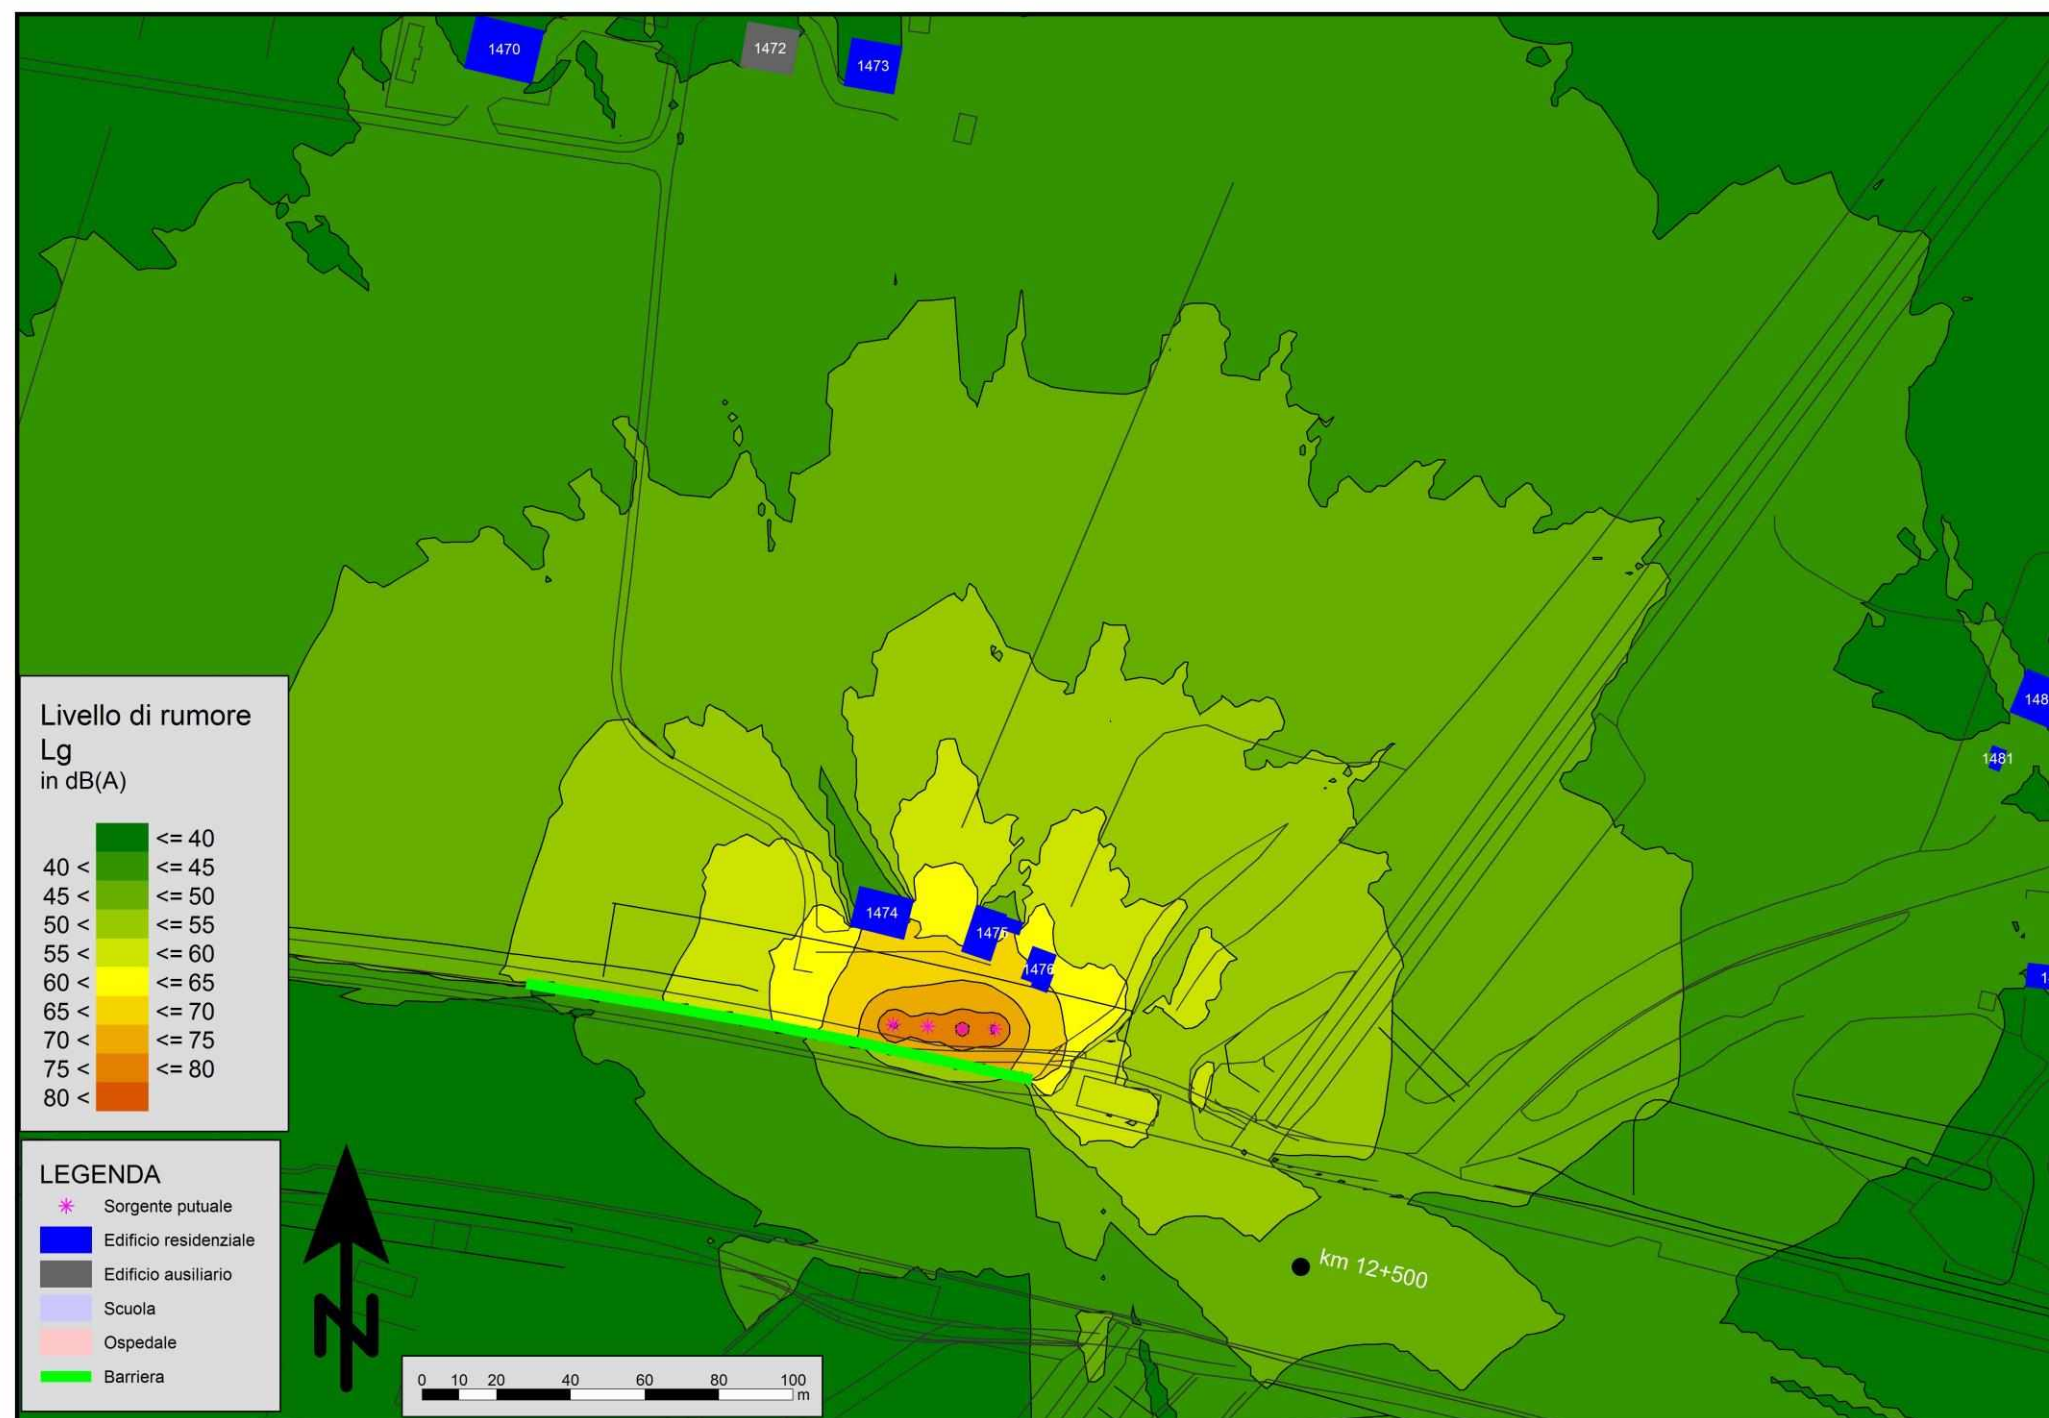 1470
1472
1473
Livello di rumore
Lg
in dB(A)
<= 40
40 < <= 45
45 < <= 50
50 < <= 55
55 < <= 60
60 < <= 65
65 < <= 70
70 < <= 75
75 < <= 80
80 <
1481
1474
1475
1476
LEGENDA
Sorgente putuale
Edificio residenziale
Edificio ausiliario
Scuola
Ospedale
Barriera
N
km 12+500
0 10 20 40 60 80 100
m